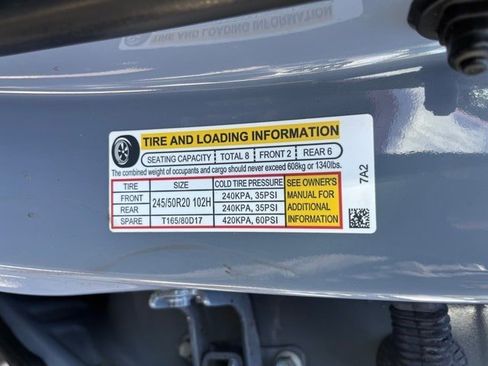 TIRE AND LOADING INFORMATION
SEATING CAPACITY TOTAL 8 FRONT 2 REAR 6
The combined weight of occupants and cargo should never exceed 608kg or 1340lbs.
TIRE SIZE COLD TIRE PRESSURE
FRONT 245/50R20 102H 240KPA, 35PSI
REAR 240KPA, 35PSI
SPARE T165/80D17 420KPA, 60PSI
SEE OWNER'S
MANUAL FOR
ADDITIONAL
INFORMATION
7A2